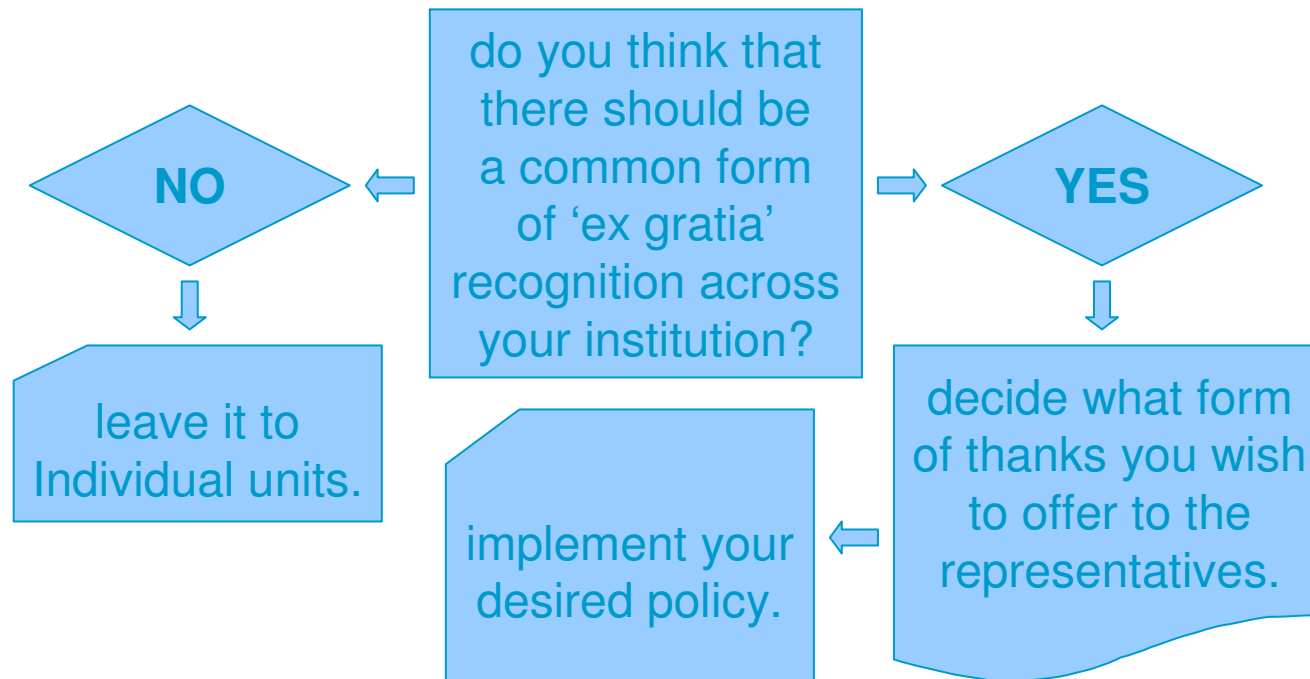 do you think that
there should be
a common form
of ‘ex gratia’
recognition across
your institution?
NO
YES
leave it to
Individual units.
decide what form
of thanks you wish
to offer to the
representatives.
implement your
desired policy.